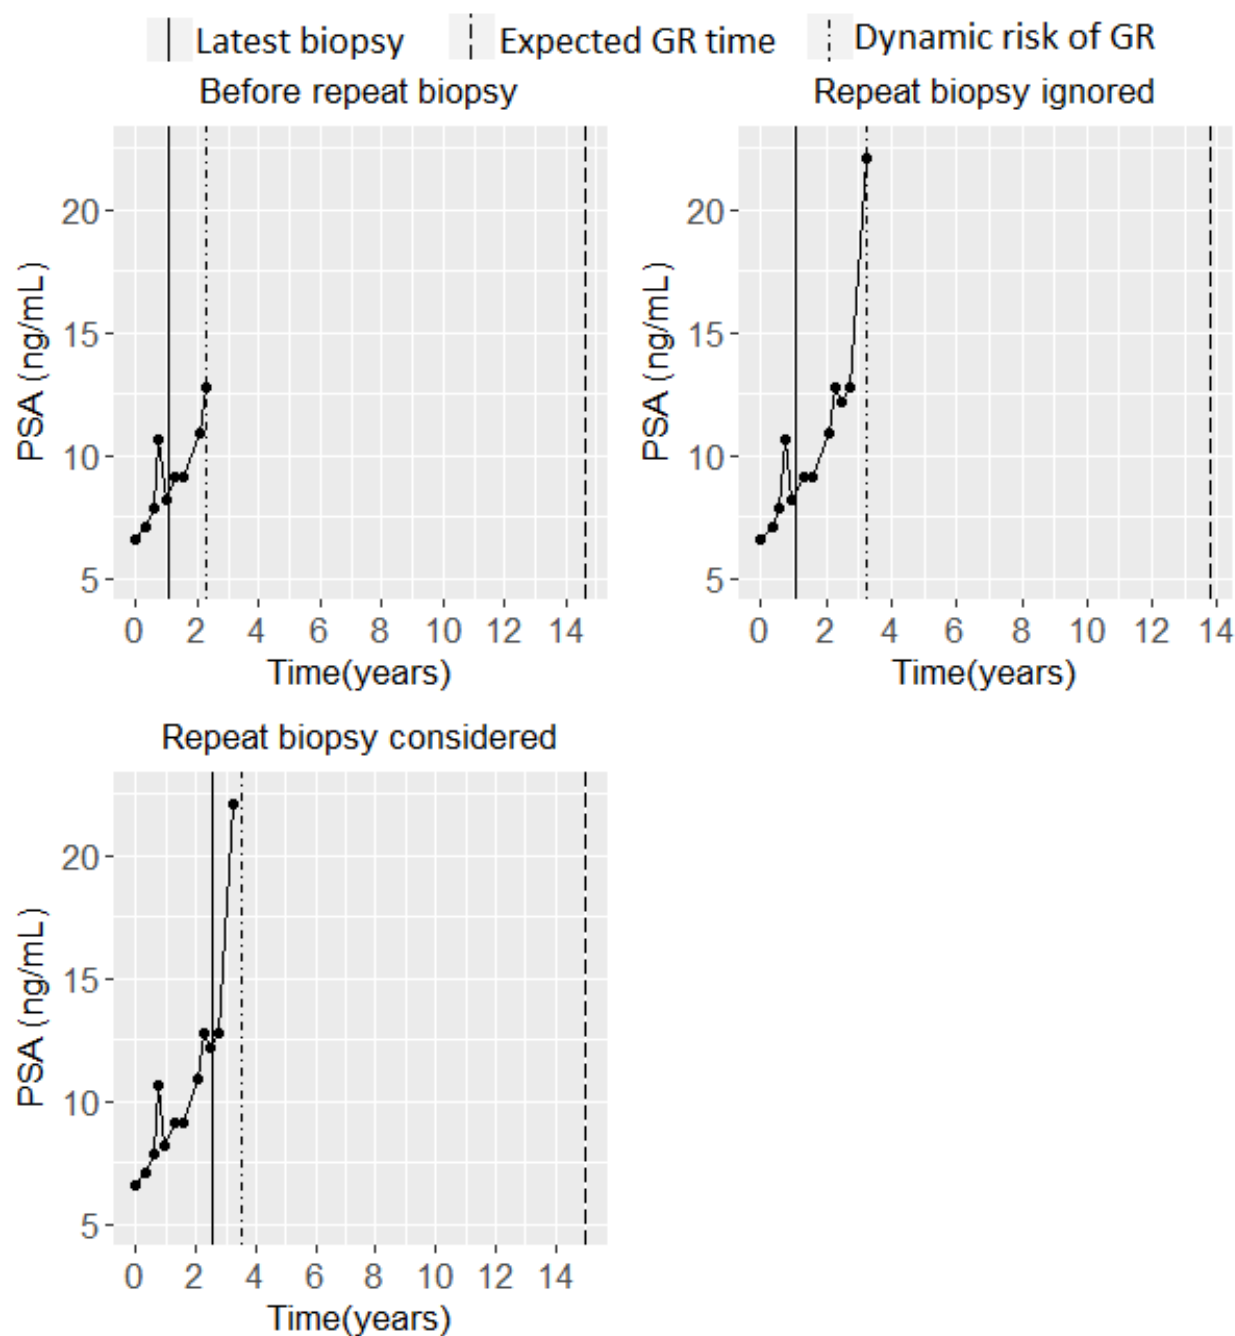 Latest biopsy Expected GR time Dynamic risk of GR
Before repeat biopsy
PSA (ng/mL)
20
15
10
5
0 2 4 6 8 10 12 14
Time(years)
Repeat biopsy ignored
PSA (ng/mL)
20
15
10
5
0 2 4 6 8 10 12 14
Time(years)
Repeat biopsy considered
PSA (ng/mL)
20
15
10
5
0 2 4 6 8 10 12 14
Time(years)